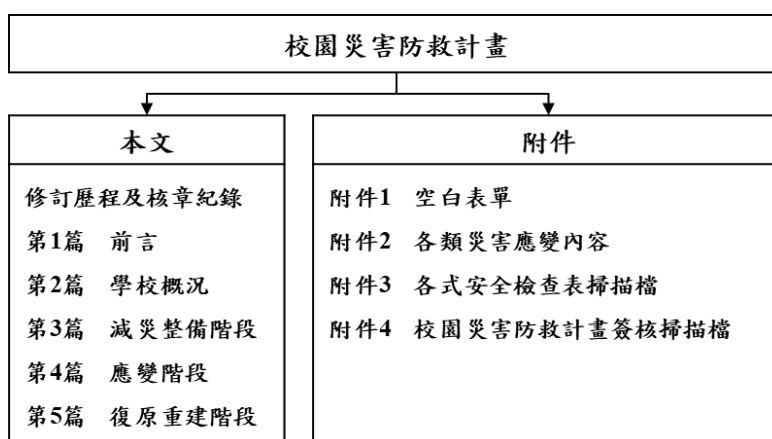 校園災害防救計畫
本文
修訂歷程及核章紀錄
第1篇　前言
第2篇　學校概況
第3篇　減災整備階段
第4篇　應變階段
第5篇　復原重建階段
附件
附件1　空白表單
附件2　各類災害應變內容
附件3　各式安全檢查表掃描檔
附件4　校園災害防救計畫簽核掃描檔